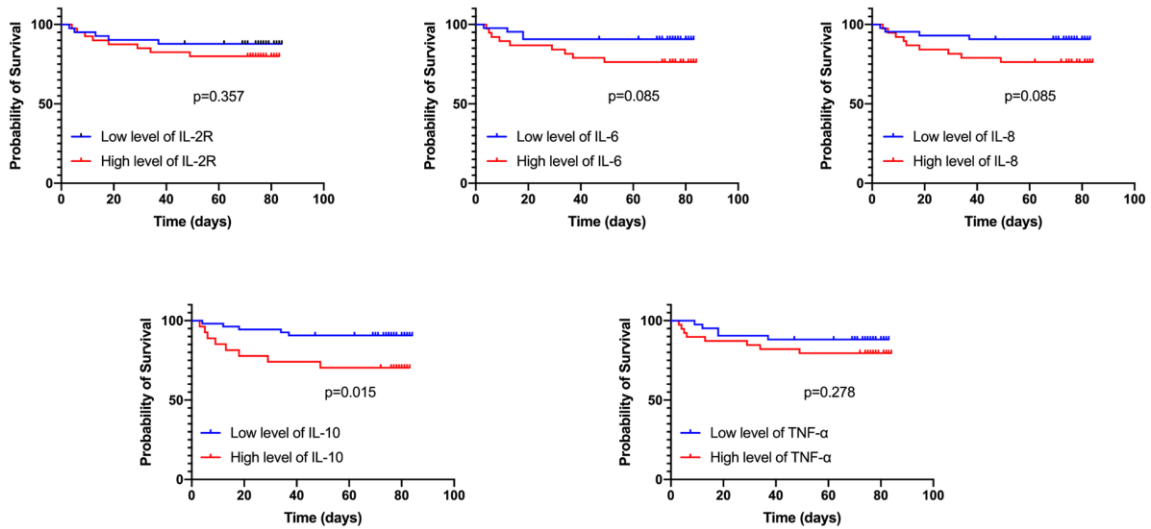 Probability of Survival
100
50
0
p=0.357
Low level of IL-2R
High level of IL-2R
0 20 40 60 80 100
Time (days)
Probability of Survival
100
50
0
p=0.085
Low level of IL-6
High level of IL-6
0 20 40 60 80 100
Time (days)
Probability of Survival
100
50
0
p=0.085
Low level of IL-8
High level of IL-8
0 20 40 60 80 100
Time (days)
Probability of Survival
100
50
0
p=0.015
Low level of IL-10
High level of IL-10
0 20 40 60 80 100
Time (days)
Probability of Survival
100
50
0
p=0.278
Low level of TNF-α
High level of TNF-α
0 20 40 60 80 100
Time (days)